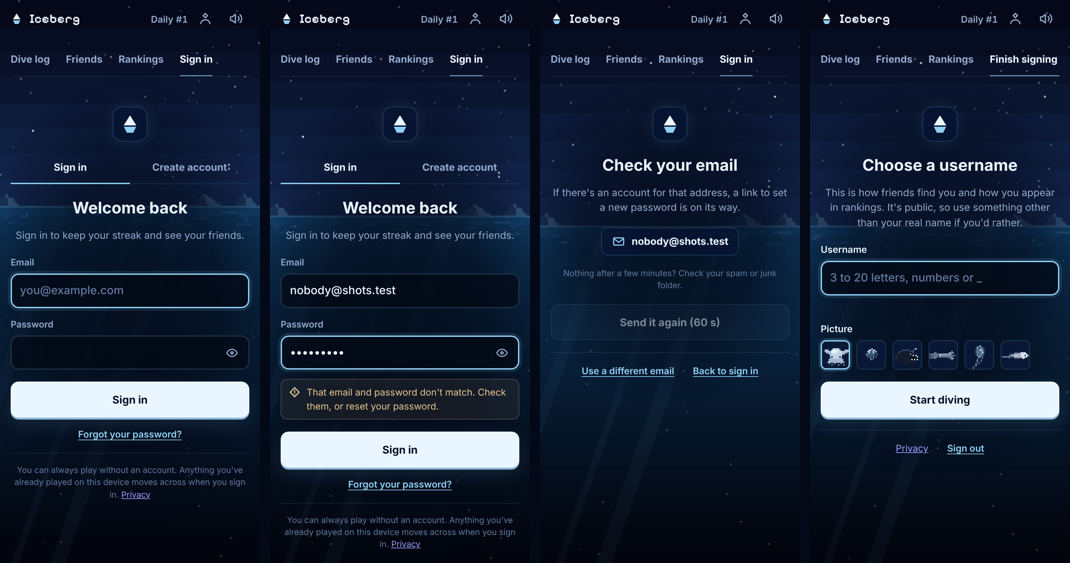 Iceberg
Daily #1
Dive log Friends Rankings Sign in
Sign in Create account
Welcome back
Sign in to keep your streak and see your friends.
Email
you@example.com
Password
Sign in
Forgot your password?
You can always play without an account. Anything you've
already played on this device moves across when you sign
in. Privacy
Iceberg
Daily #1
Dive log Friends Rankings Sign in
Sign in Create account
Welcome back
Sign in to keep your streak and see your friends.
Email
nobody@shots.test
Password
•••••••••
That email and password don't match. Check
them, or reset your password.
Sign in
Forgot your password?
You can always play without an account. Anything you've
already played on this device moves across when you sign
in. Privacy
Iceberg
Daily #1
Dive log Friends Rankings Sign in
Check your email
If there's an account for that address, a link to set
a new password is on its way.
nobody@shots.test
Nothing after a few minutes? Check your spam or junk
folder.
Send it again (60 s)
Use a different email · Back to sign in
Iceberg
Daily #1
Dive log Friends Rankings Finish signing
Choose a username
This is how friends find you and how you appear
in rankings. It's public, so use something other
than your real name if you'd rather.
Username
3 to 20 letters, numbers or _
Picture
Start diving
Privacy · Sign out